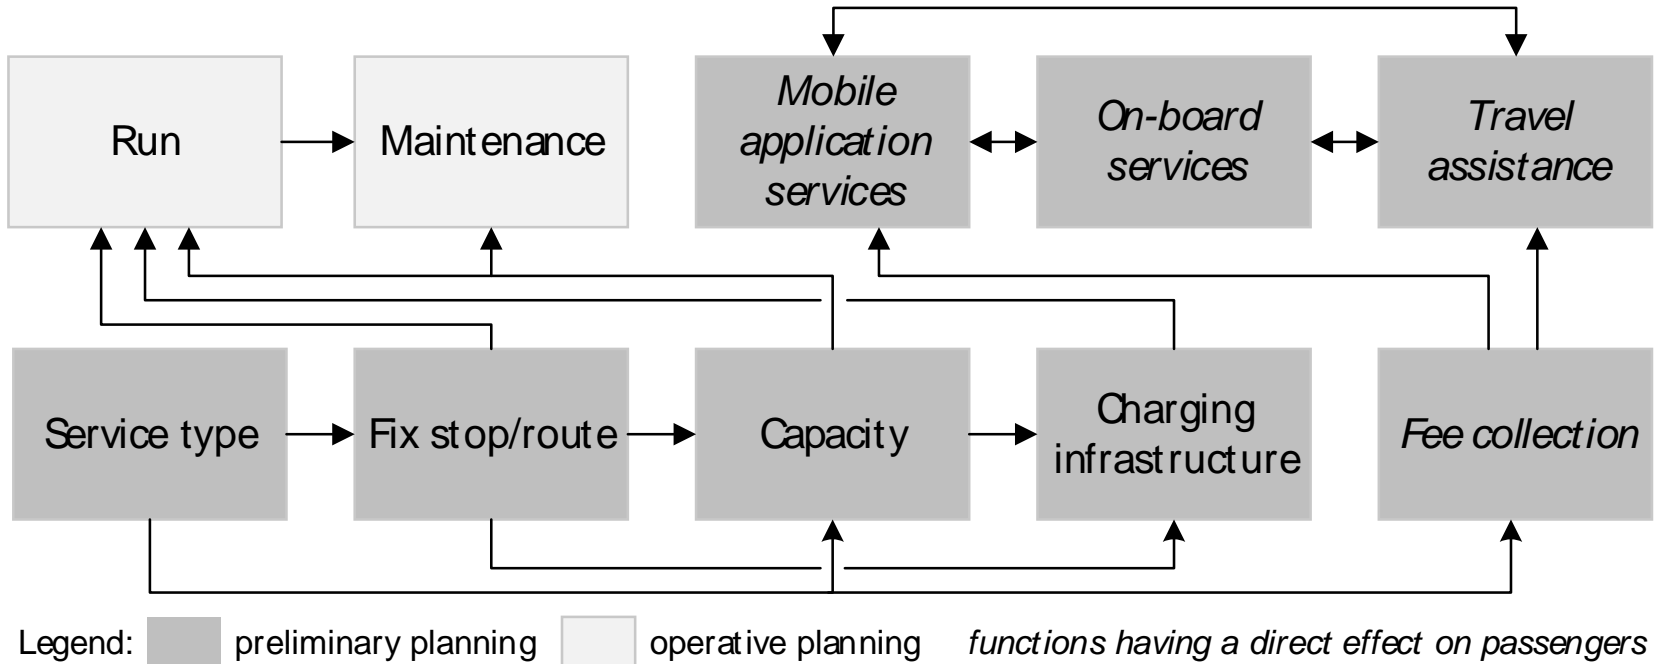 Run
Maintenance
Mobile
application
services
On-board
services
Travel
assistance
Service type
Fix stop/route
Capacity
Charging
infrastructure
Fee collection
Legend: preliminary planning operative planning functions having a direct effect on passengers